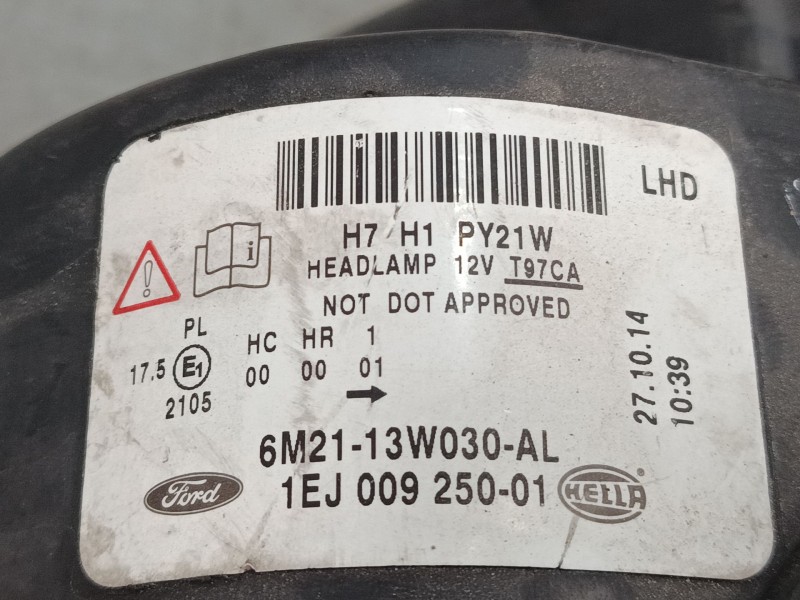 LHD
H7 H1 PY21W
HEADLAMP 12V T97CA
NOT DOT APPROVED
PL HC HR 1
17,5 E1 00 00 01
2105
27.10.14
10:39
6M21-13W030-AL
Ford 1EJ 009 250-01 HELLA